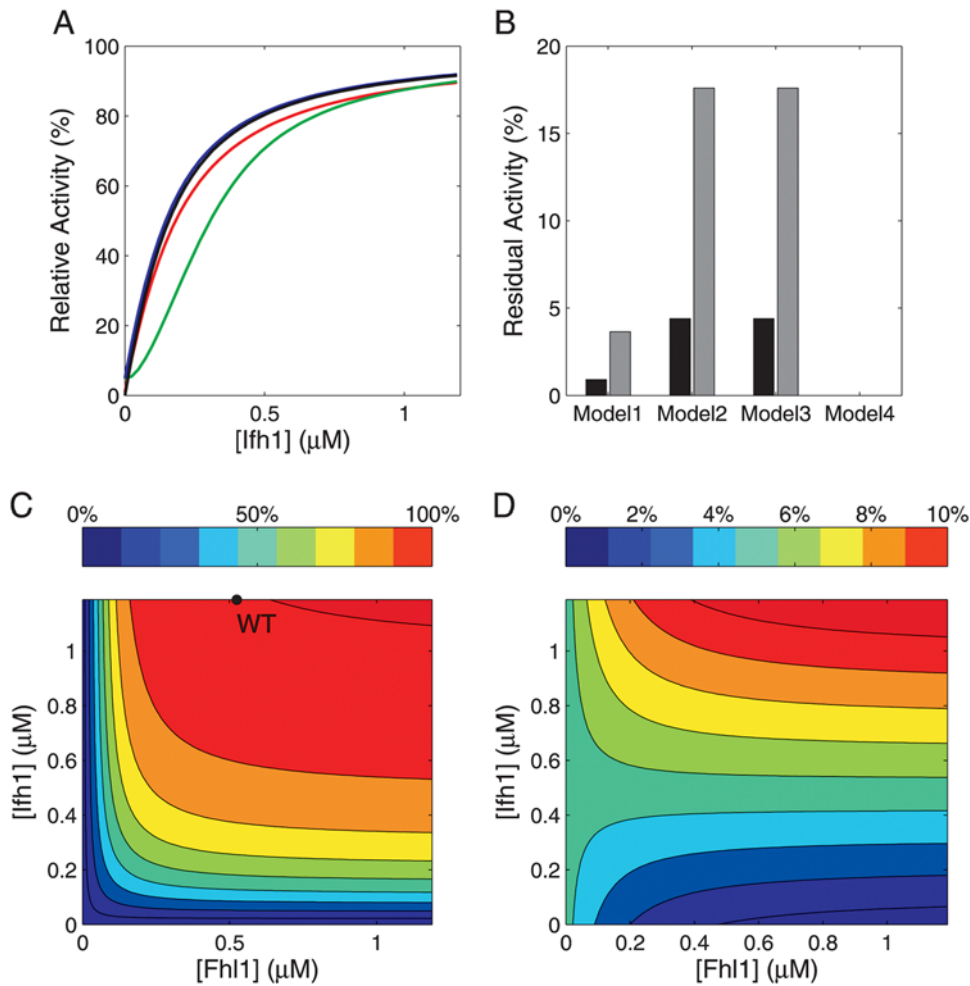 A
Relative Activity (%)
100
80
60
40
20
0
0
0.5
1
[Ifh1] (μM)
B
Residual Activity (%)
20
15
10
5
0
Model1 Model2 Model3 Model4
C
0% 50% 100%
[Ifh1] (μM)
1
0.8
0.6
0.4
0.2
0
WT
0 0.5 1
[Fhl1] (μM)
D
0% 2% 4% 6% 8% 10%
[Ifh1] (μM)
1
0.8
0.6
0.4
0.2
0
0 0.2 0.4 0.6 0.8 1
[Fhl1] (μM)